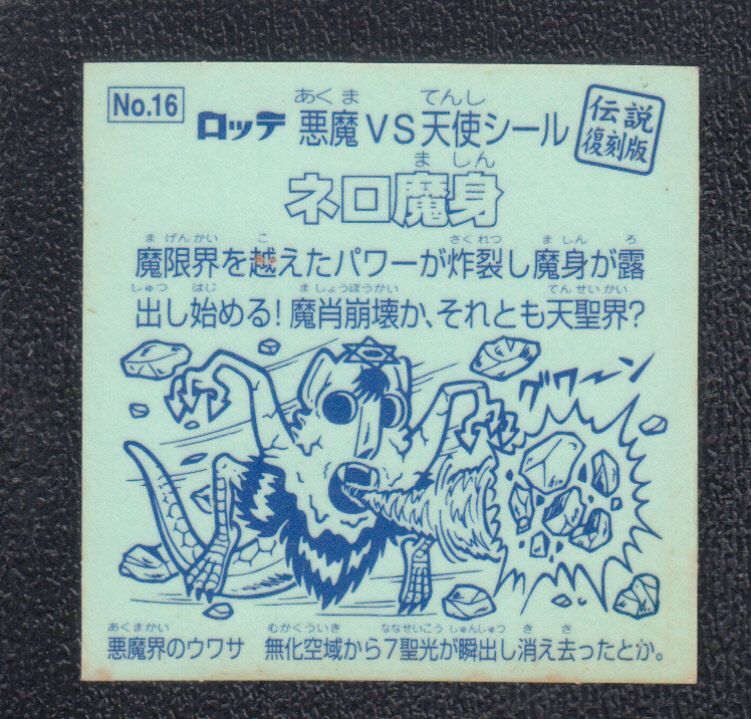 No.16
ロッテ 悪魔VS天使シール
あくま てんし
伝説
復刻版
ましん
ネロ魔身
まげんかい こ さくれつ ましん ろ
魔限界を越えたパワーが炸裂し魔身が露
しゅつ はじ ましょうほうかい てんせいかい
出し始める!魔肖崩壊か、それとも天聖界?
グワーン
あくまかい むかくういき ななせいこう しゅんしゅつ き さ
悪魔界のウワサ 無化空域から7聖光が瞬出し消え去ったとか。